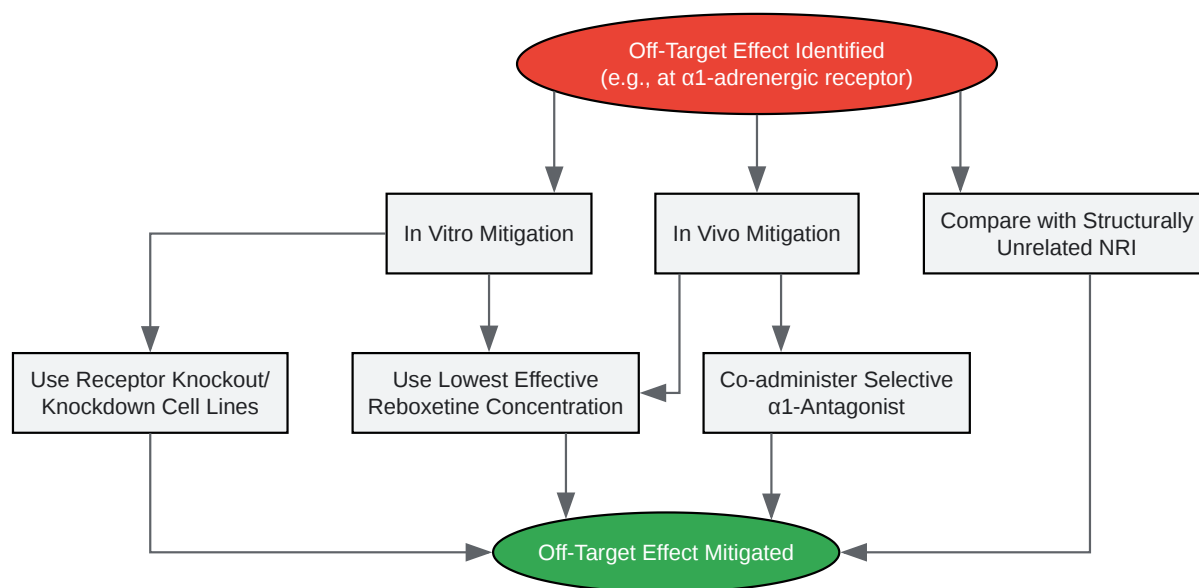 Off-Target Effect Identified
(e.g., at α1-adrenergic receptor)
In Vitro Mitigation
In Vivo Mitigation
Compare with Structurally
Unrelated NRI
Use Receptor Knockout/
Knockdown Cell Lines
Use Lowest Effective
Reboxetine Concentration
Co-administer Selective
α1-Antagonist
Off-Target Effect Mitigated